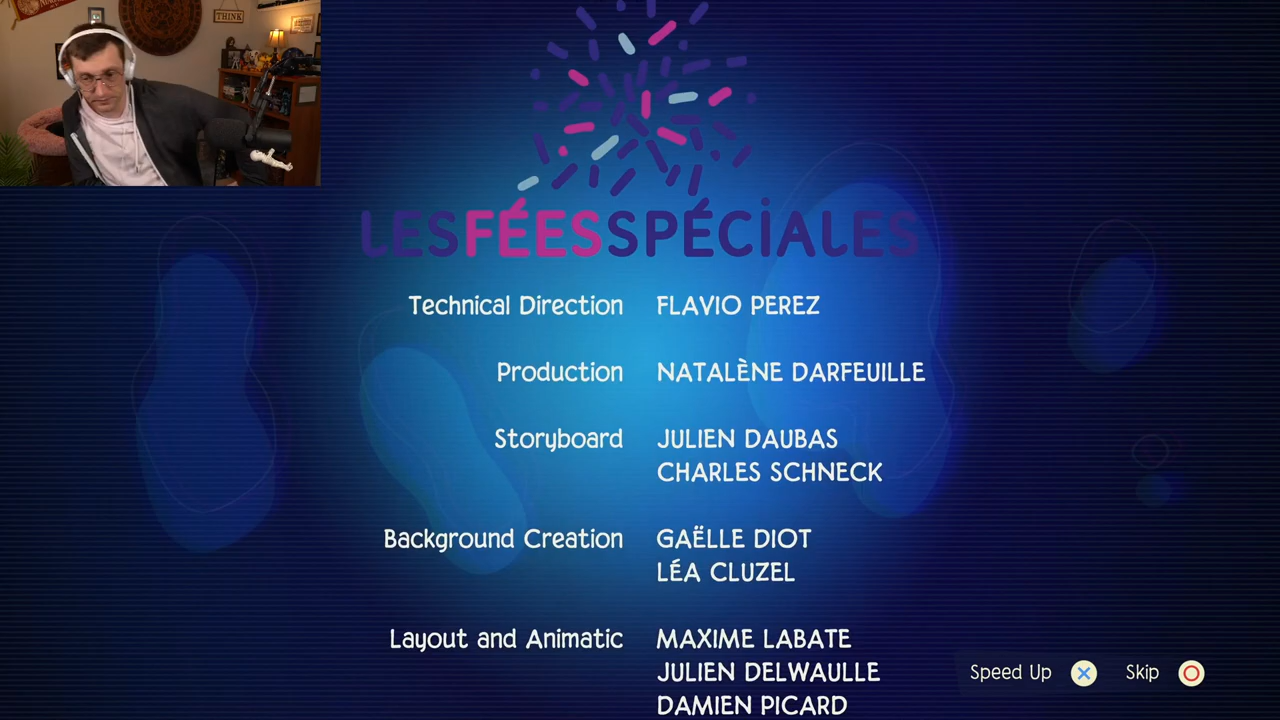 THINK
LESFÉESSPÉCIALES
Technical Direction FLAVIO PEREZ
Production NATALÈNE DARFEUILLE
Storyboard JULIEN DAUBAS
CHARLES SCHNECK
Background Creation GAËLLE DIOT
LÉA CLUZEL
Layout and Animatic MAXIME LABATE
JULIEN DELWAULLE
DAMIEN PICARD
Speed Up Skip